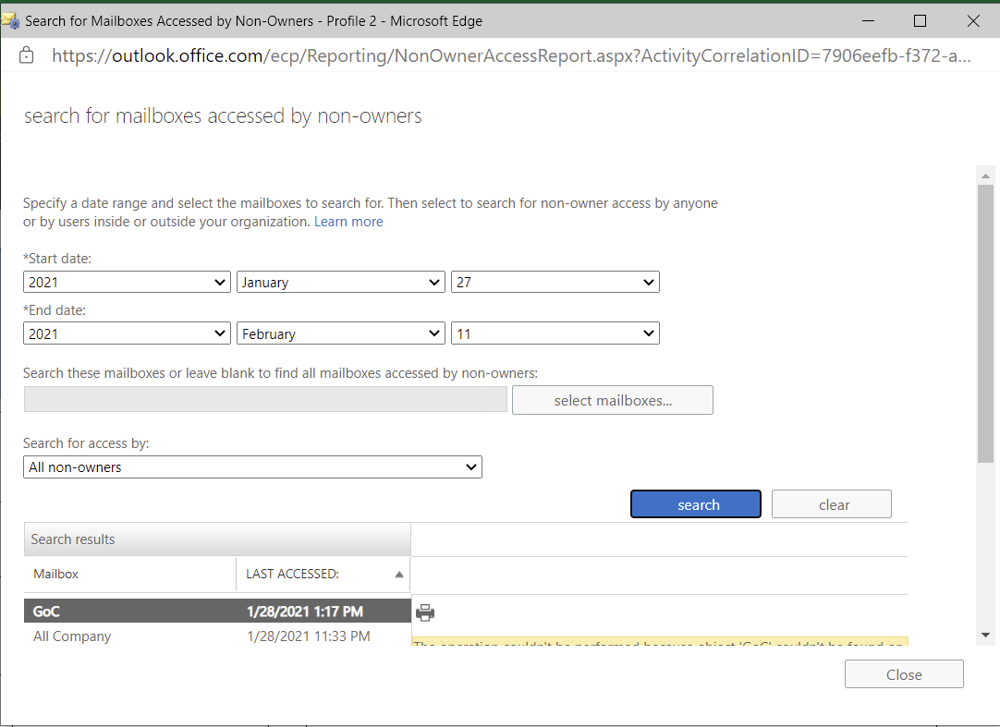 Search for Mailboxes Accessed by Non-Owners - Profile 2 - Microsoft Edge
https://outlook.office.com/ecp/Reporting/NonOwnerAccessReport.aspx?ActivityCorrelationID=7906eefb-f372-a...
search for mailboxes accessed by non-owners
Specify a date range and select the mailboxes to search for. Then select to search for non-owner access by anyone
or by users inside or outside your organization. Learn more
*Start date:
2021 January 27
*End date:
2021 February 11
Search these mailboxes or leave blank to find all mailboxes accessed by non-owners:
select mailboxes...
Search for access by:
All non-owners
search clear
Search results
Mailbox LAST ACCESSED:
GoC 1/28/2021 1:17 PM
All Company 1/28/2021 11:33 PM
The operation couldn't be performed because object 'GoC' couldn't be found on
Close